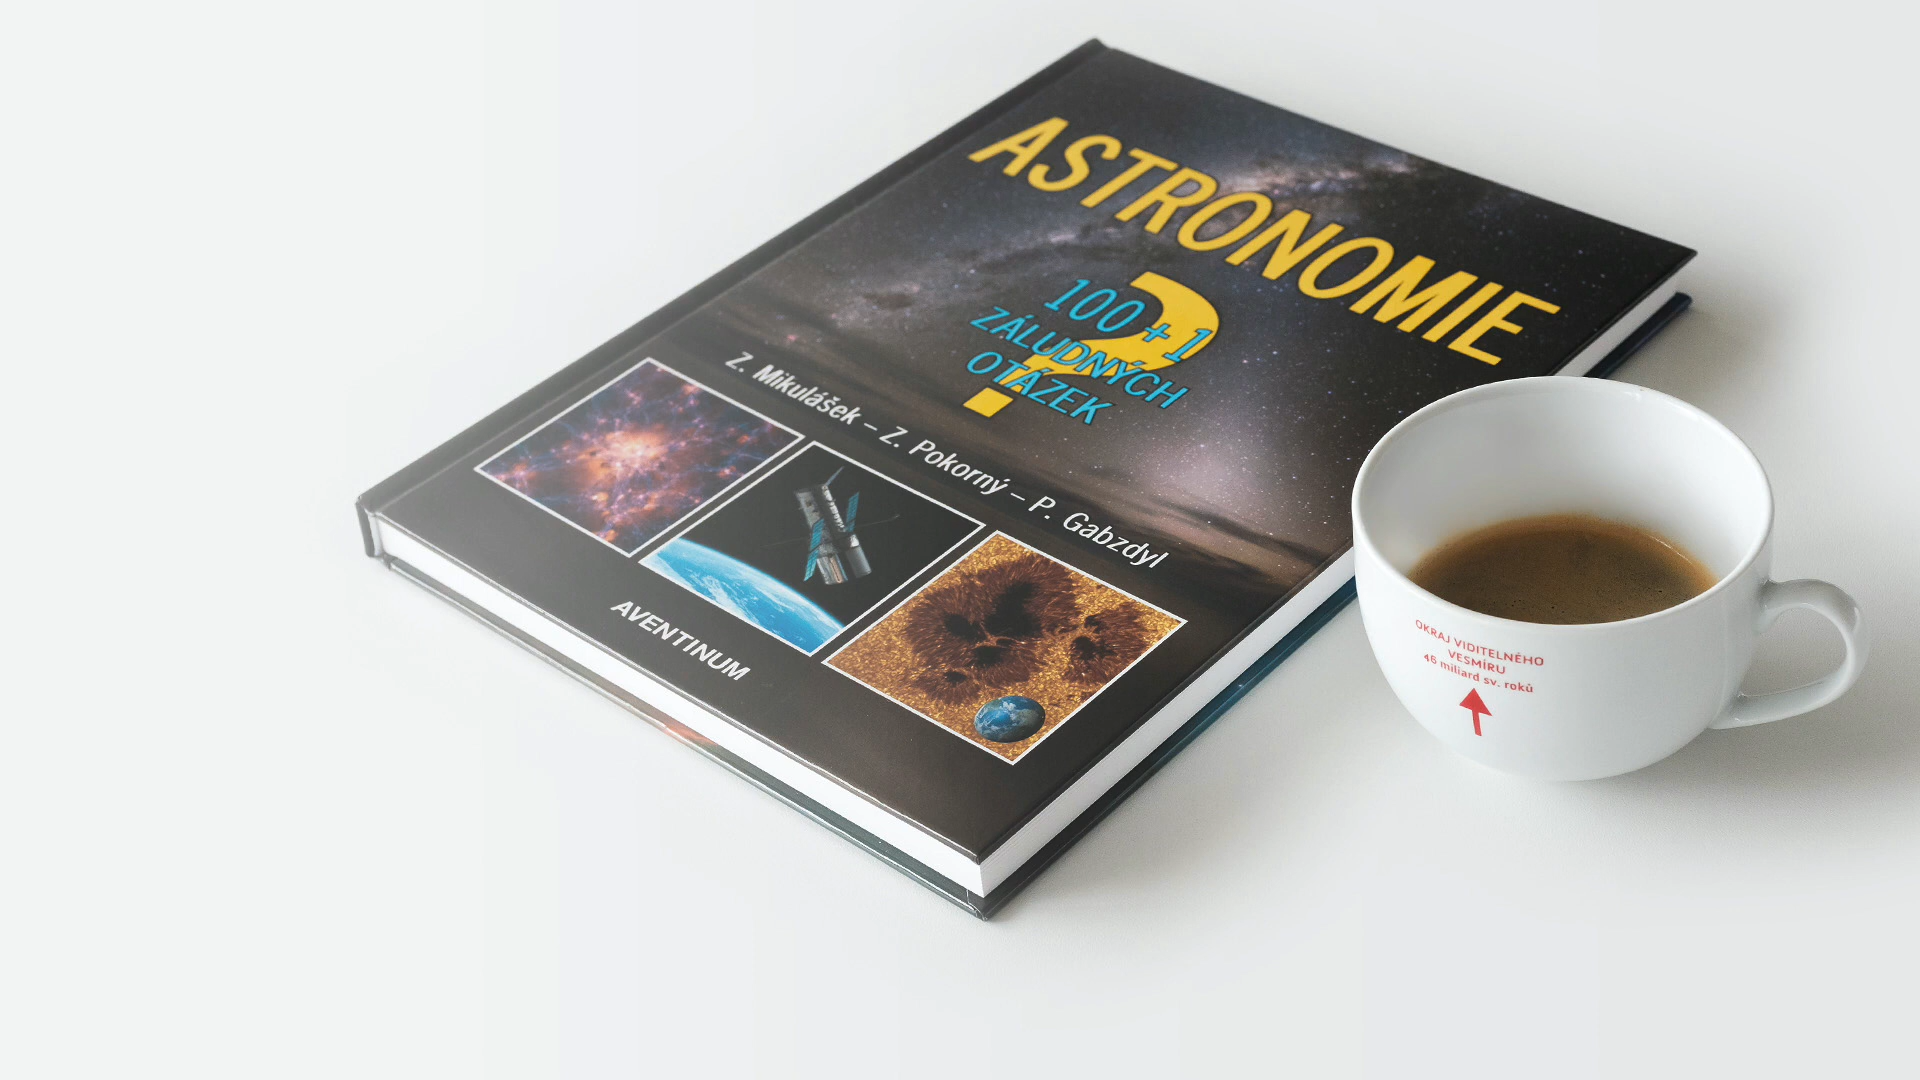 ASTRONOMIE
?
100+1
ZÁLUDNÝCH
OTÁZEK
Z. Mikulášek – Z. Pokorný – P. Gabzdyl
AVENTINUM
OKRAJ VIDITELNÉHO
VESMÍRU
46 miliard sv. roků